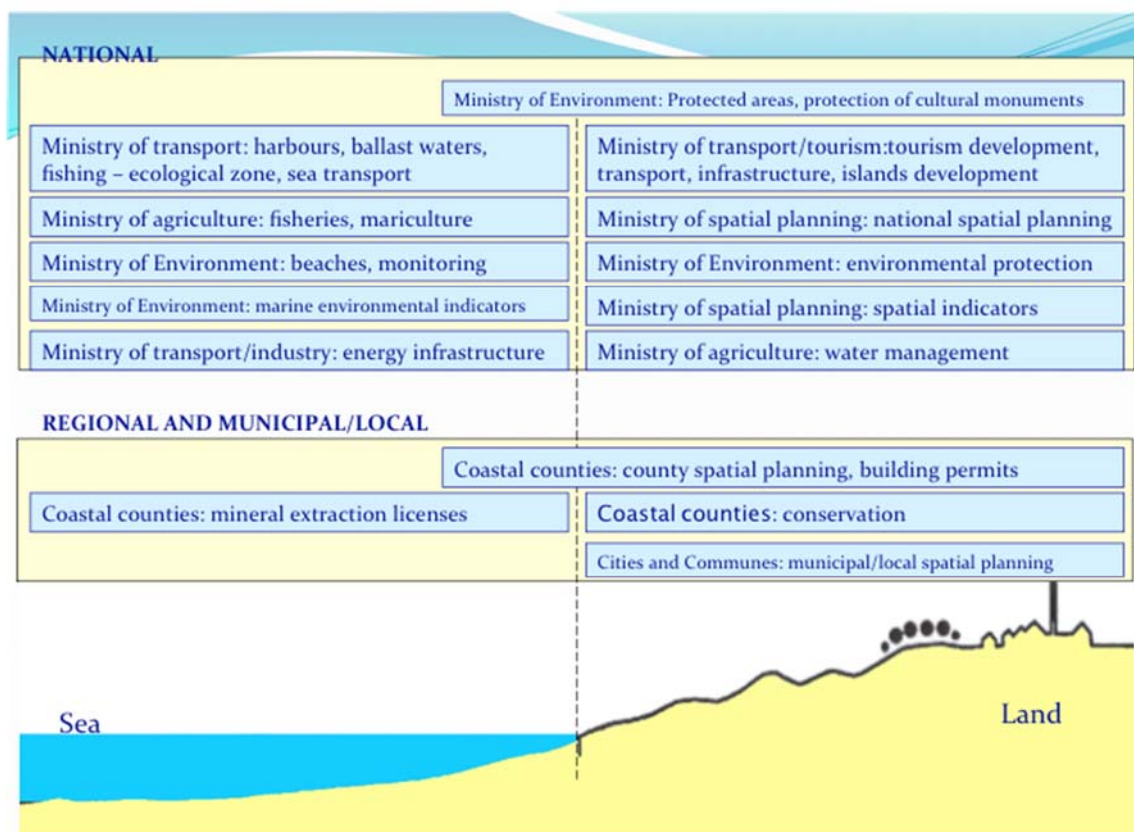 NATIONAL
Ministry of Environment: Protected areas, protection of cultural monuments
Ministry of transport: harbours, ballast waters,
fishing – ecological zone, sea transport
Ministry of transport/tourism:tourism development,
transport, infrastructure, islands development
Ministry of agriculture: fisheries, mariculture
Ministry of spatial planning: national spatial planning
Ministry of Environment: beaches, monitoring
Ministry of Environment: environmental protection
Ministry of Environment: marine environmental indicators
Ministry of spatial planning: spatial indicators
Ministry of transport/industry: energy infrastructure
Ministry of agriculture: water management
REGIONAL AND MUNICIPAL/LOCAL
Coastal counties: county spatial planning, building permits
Coastal counties: mineral extraction licenses
Coastal counties: conservation
Cities and Communes: municipal/local spatial planning
Sea
Land